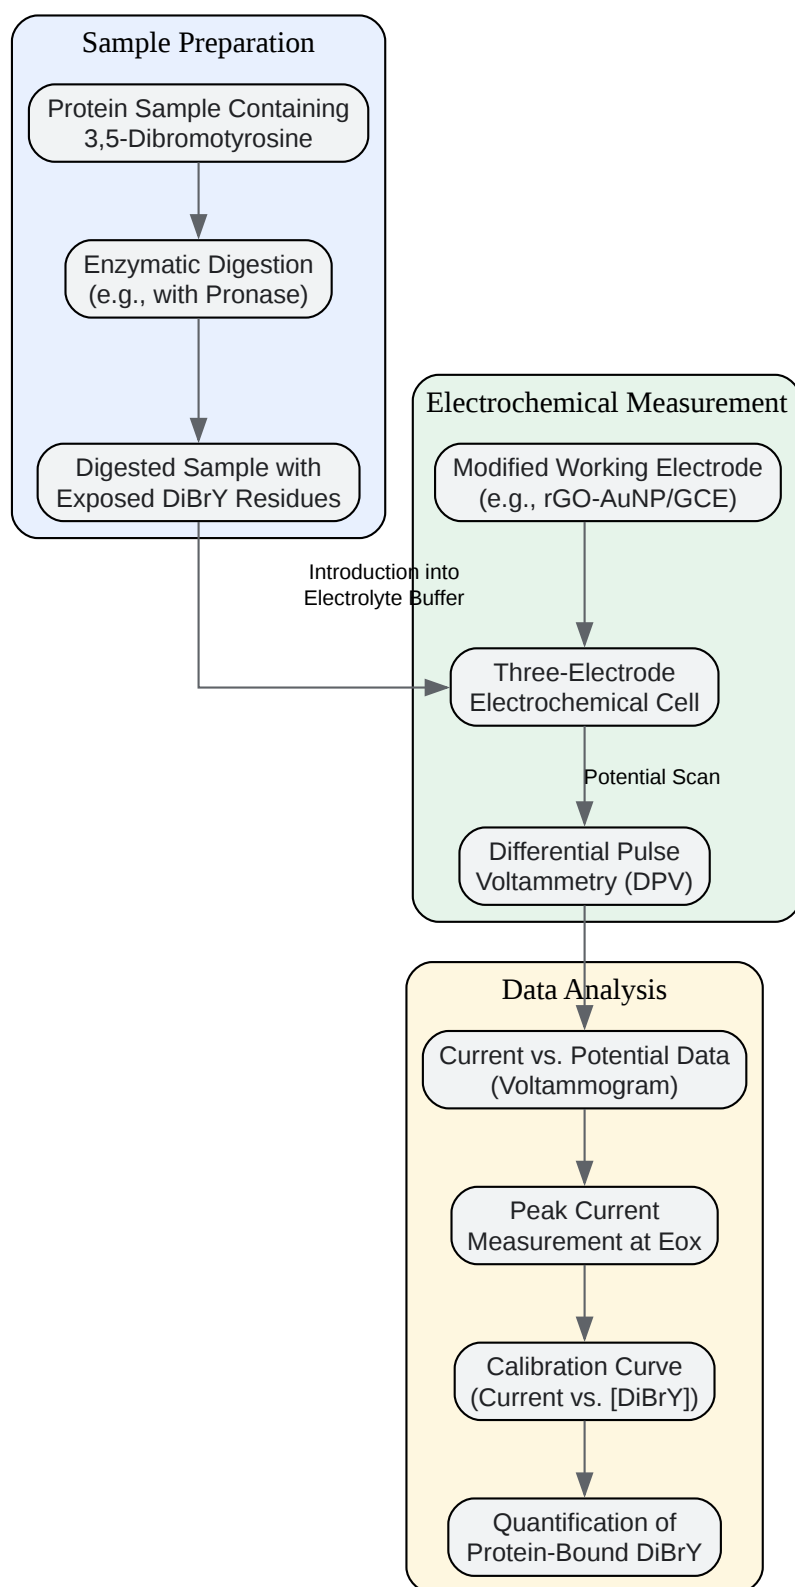 Sample Preparation
Protein Sample Containing
3,5-Dibromotyrosine
Enzymatic Digestion
(e.g., with Pronase)
Digested Sample with
Exposed DiBrY Residues
Introduction into
Electrolyte Buffer
Electrochemical Measurement
Modified Working Electrode
(e.g., rGO-AuNP/GCE)
Three-Electrode
Electrochemical Cell
Potential Scan
Differential Pulse
Voltammetry (DPV)
Data Analysis
Current vs. Potential Data
(Voltammogram)
Peak Current
Measurement at Eox
Calibration Curve
(Current vs. [DiBrY])
Quantification of
Protein-Bound DiBrY